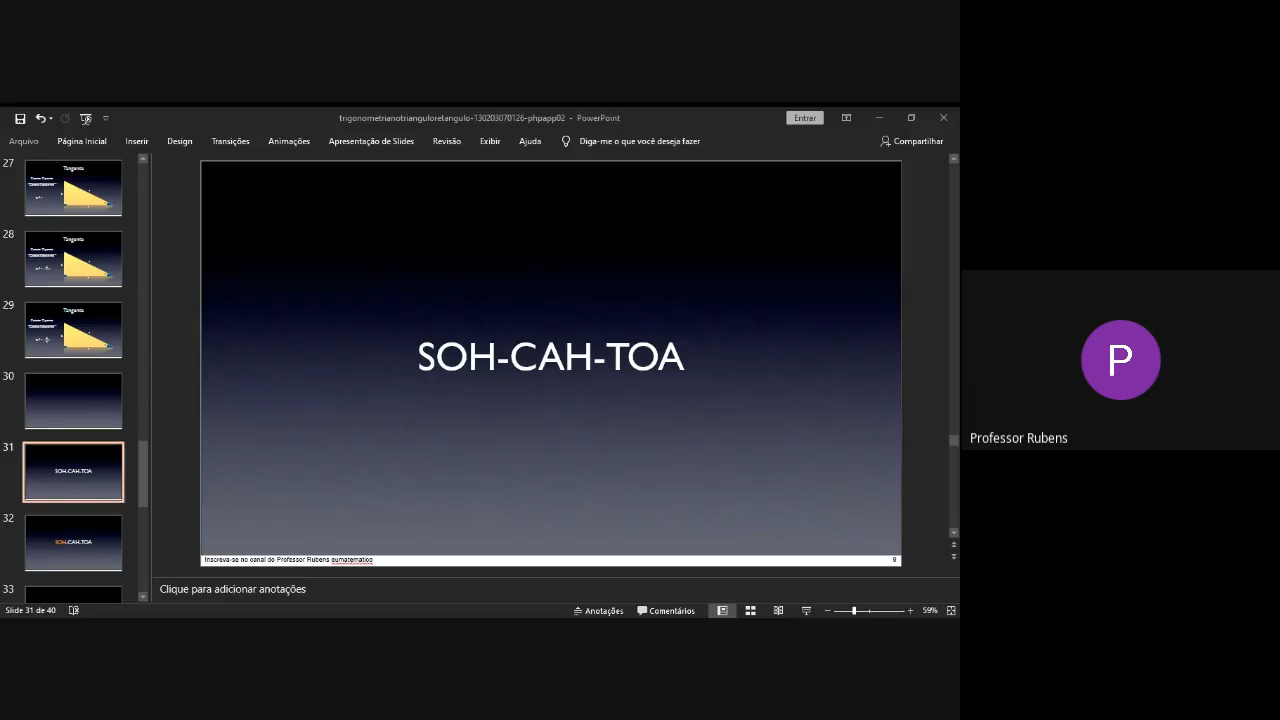 trigonometrianotrianguloretangulo-130203070126-phpapp02 - PowerPoint
Entrar
Arquivo Página Inicial Inserir Design Transições Animações Apresentação de Slides Revisão Exibir Ajuda Diga-me o que você deseja fazer Compartilhar
27
Tangente
28
Tangente
29
Tangente
30
31
SOH-CAH-TOA
32
SOH-CAH-TOA
33
SOH-CAH-TOA
Inscreva-se no canal do Professor Rubens eumatematico 9
Clique para adicionar anotações
Slide 31 de 40 Anotações Comentários 59%
P
Professor Rubens